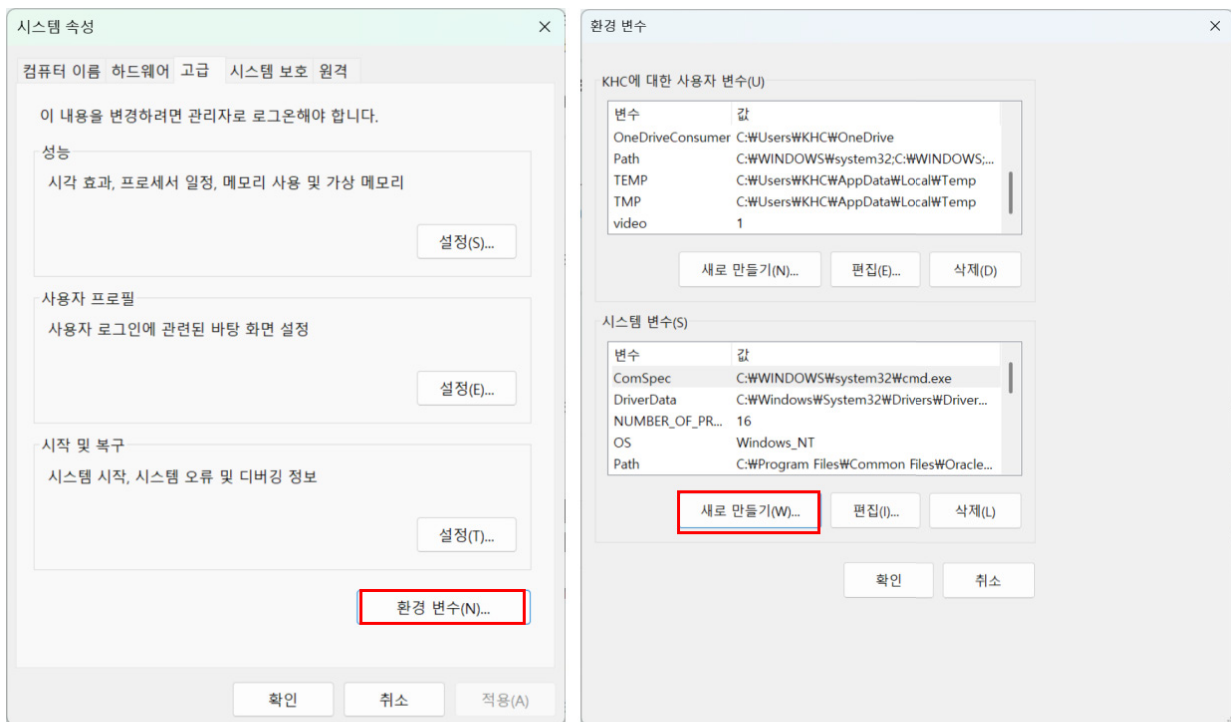 시스템 속성
컴퓨터 이름 하드웨어 고급 시스템 보호 원격
이 내용을 변경하려면 관리자로 로그온해야 합니다.
성능
시각 효과, 프로세서 일정, 메모리 사용 및 가상 메모리
설정(S)...
사용자 프로필
사용자 로그인에 관련된 바탕 화면 설정
설정(E)...
시작 및 복구
시스템 시작, 시스템 오류 및 디버깅 정보
설정(T)...
환경 변수(N)...
확인 취소 적용(A)
환경 변수
KHC에 대한 사용자 변수(U)
변수 값
OneDriveConsumer C:₩Users₩KHC₩OneDrive
Path C:₩WINDOWS₩system32;C:₩WINDOWS;...
TEMP C:₩Users₩KHC₩AppData₩Local₩Temp
TMP C:₩Users₩KHC₩AppData₩Local₩Temp
video 1
새로 만들기(N)... 편집(E)... 삭제(D)
시스템 변수(S)
변수 값
ComSpec C:₩WINDOWS₩system32₩cmd.exe
DriverData C:₩Windows₩System32₩Drivers₩Driver...
NUMBER_OF_PR... 16
OS Windows_NT
Path C:₩Program Files₩Common Files₩Oracle...
새로 만들기(W)... 편집(I)... 삭제(L)
확인 취소